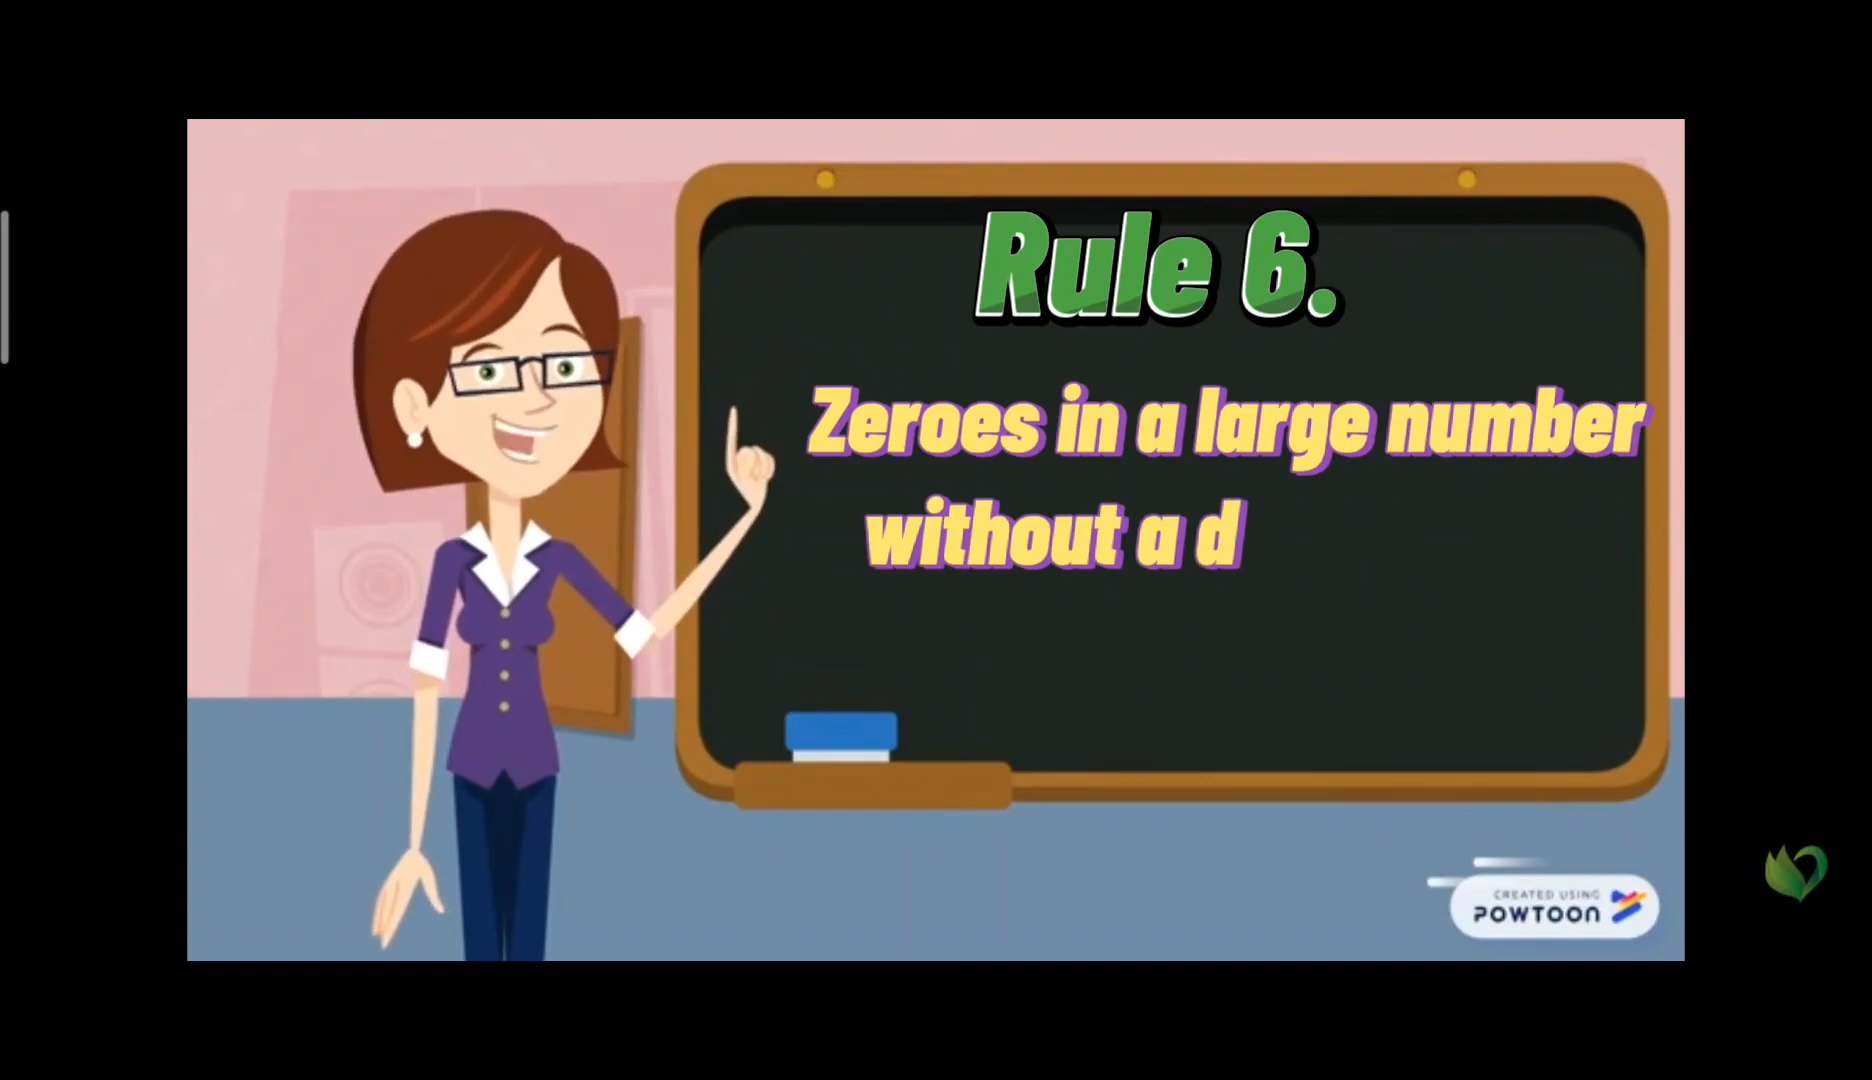 Rule 6.
Zeroes in a large number
without a d
CREATED USING
POWTOON